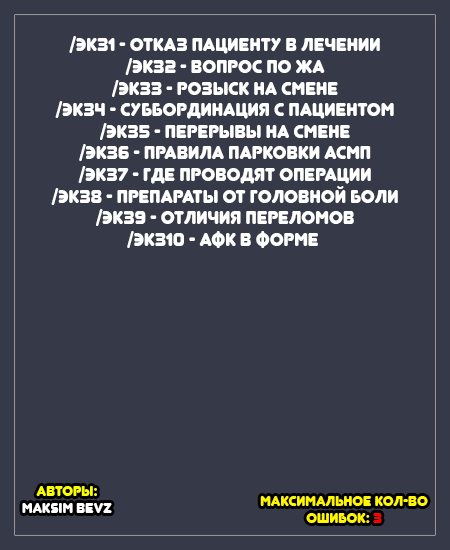 /ЭКЗ1 - ОТКАЗ ПАЦИЕНТУ В ЛЕЧЕНИИ
/ЭКЗ2 - ВОПРОС ПО ЖА
/ЭКЗ3 - РОЗЫСК НА СМЕНЕ
/ЭКЗ4 - СУББОРДИНАЦИЯ С ПАЦИЕНТОМ
/ЭКЗ5 - ПЕРЕРЫВЫ НА СМЕНЕ
/ЭКЗ6 - ПРАВИЛА ПАРКОВКИ АСМП
/ЭКЗ7 - ГДЕ ПРОВОДЯТ ОПЕРАЦИИ
/ЭКЗ8 - ПРЕПАРАТЫ ОТ ГОЛОВНОЙ БОЛИ
/ЭКЗ9 - ОТЛИЧИЯ ПЕРЕЛОМОВ
/ЭКЗ10 - АФК В ФОРМЕ
АВТОРЫ:
MAKSIM BEVZ
МАКСИМАЛЬНОЕ КОЛ-ВО
ОШИБОК: 3